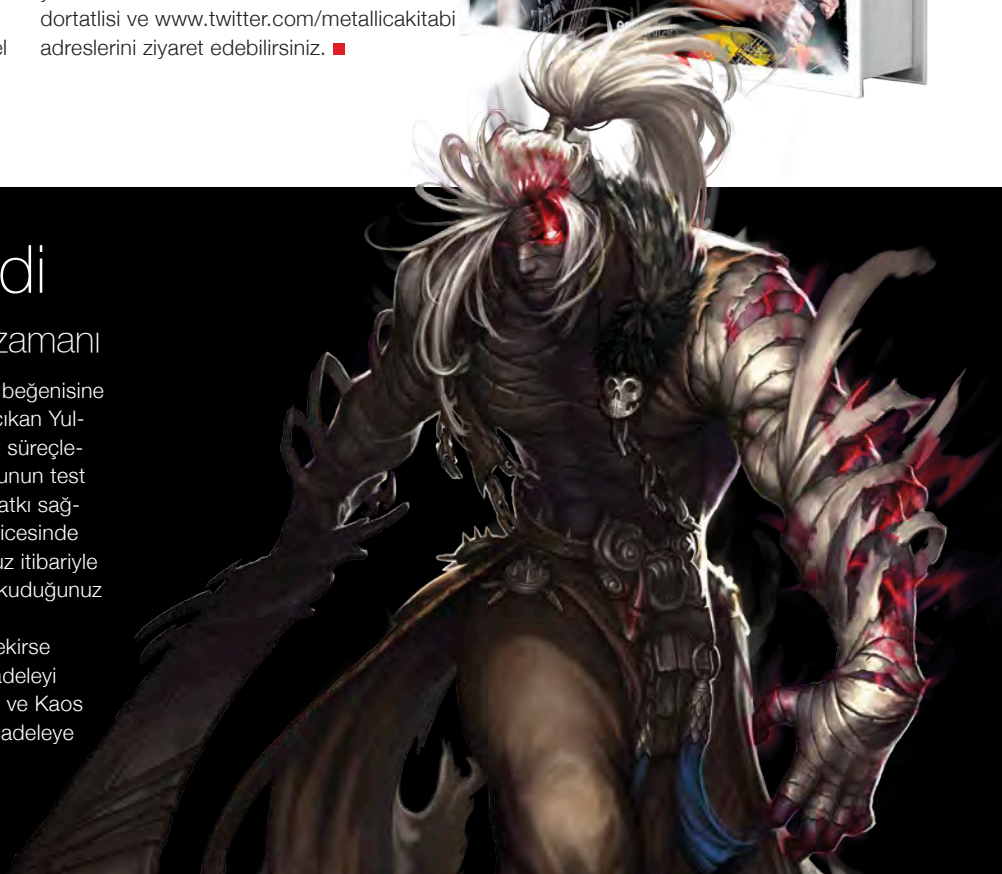 dortatlisi ve www.twitter.com/metallicakitabi
adreslerini ziyaret edebilirsiniz.
di
zamanı
beğenisine
çıkan Yul-
süreçle-
unun test
atkı sağ-
icesinde
uz itibariyle
kuduğunuz
ekirse
adeleyi
ve Kaos
adeleye